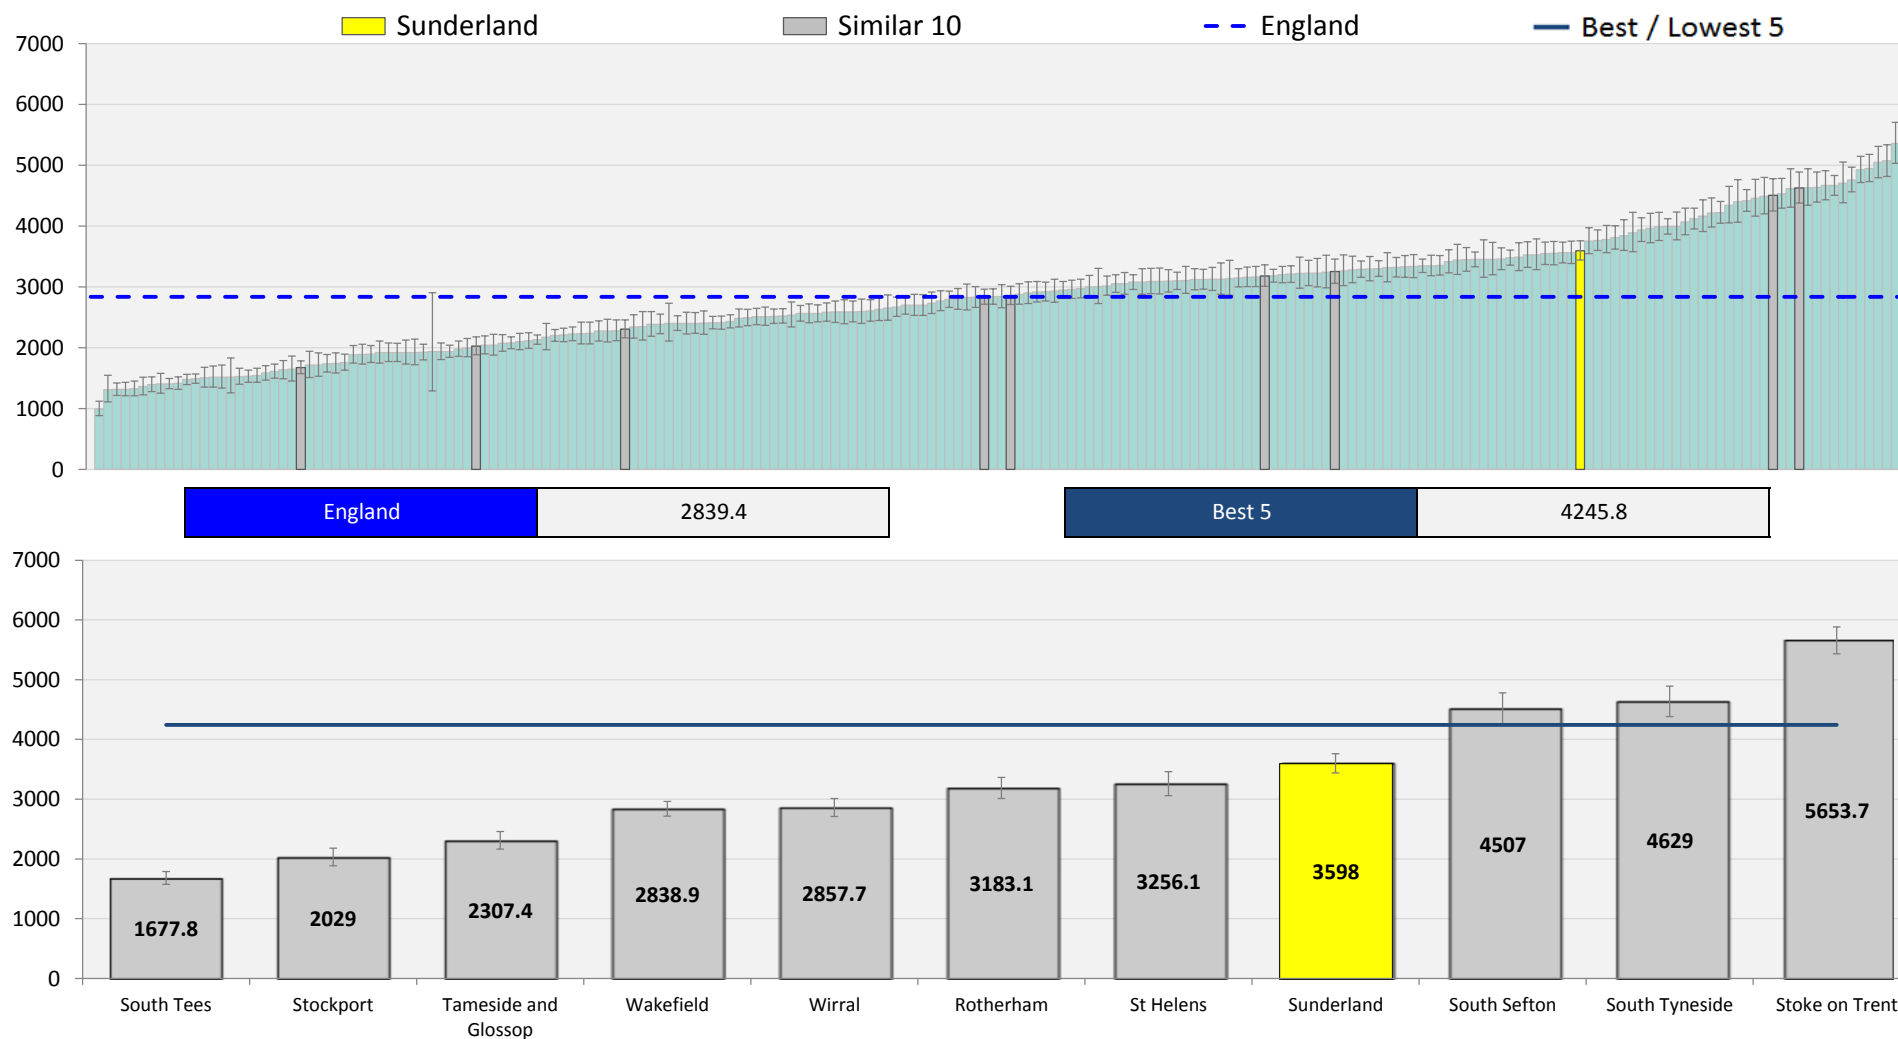 Sunderland
Similar 10
England
Best / Lowest 5
7000
6000
5000
4000
3000
2000
1000
0
England
2839.4
Best 5
4245.8
7000
6000
5000
4000
3000
2000
1000
0
1677.8
2029
2307.4
2838.9
2857.7
3183.1
3256.1
3598
4507
4629
5653.7
South Tees
Stockport
Tameside and
Glossop
Wakefield
Wirral
Rotherham
St Helens
Sunderland
South Sefton
South Tyneside
Stoke on Trent